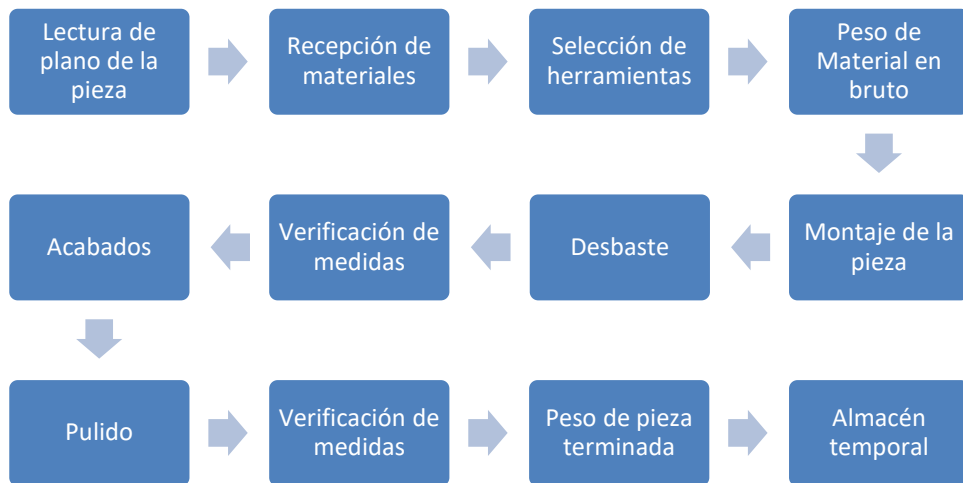 Lectura de
plano de la
pieza
Recepción de
materiales
Selección de
herramientas
Peso de
Material en
bruto
Montaje de la
pieza
Desbaste
Verificación de
medidas
Acabados
Pulido
Verificación de
medidas
Peso de pieza
terminada
Almacén
temporal